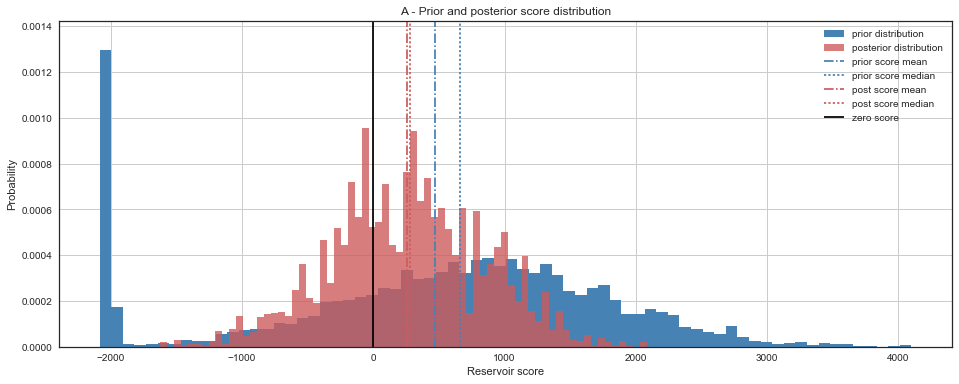 A - Prior and posterior score distribution
0.0014
0.0012
0.0010
0.0008
0.0006
0.0004
0.0002
0.0000
Probability
prior distribution
posterior distribution
prior score mean
prior score median
post score mean
post score median
zero score
−2000
−1000
0
1000
2000
3000
4000
Reservoir score